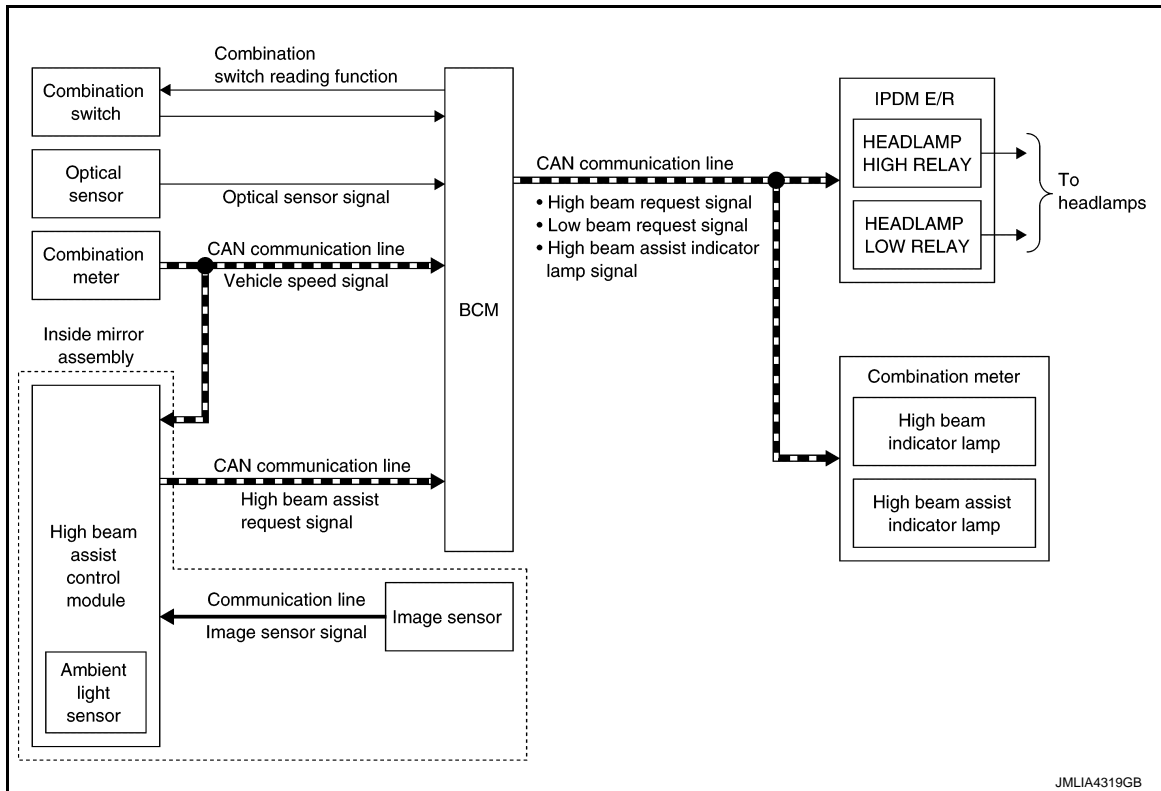 Combination
switch reading function
Combination
switch
Optical
sensor
Optical sensor signal
Combination
meter
CAN communication line
Vehicle speed signal
Inside mirror
assembly
High beam
assist
control
module
CAN communication line
High beam assist
request signal
Communication line
Image sensor signal
Image sensor
Ambient
light
sensor
BCM
CAN communication line
• High beam request signal
• Low beam request signal
• High beam assist indicator
lamp signal
IPDM E/R
HEADLAMP
HIGH RELAY
HEADLAMP
LOW RELAY
To
headlamps
Combination meter
High beam
indicator lamp
High beam assist
indicator lamp
JMLIA4319GB